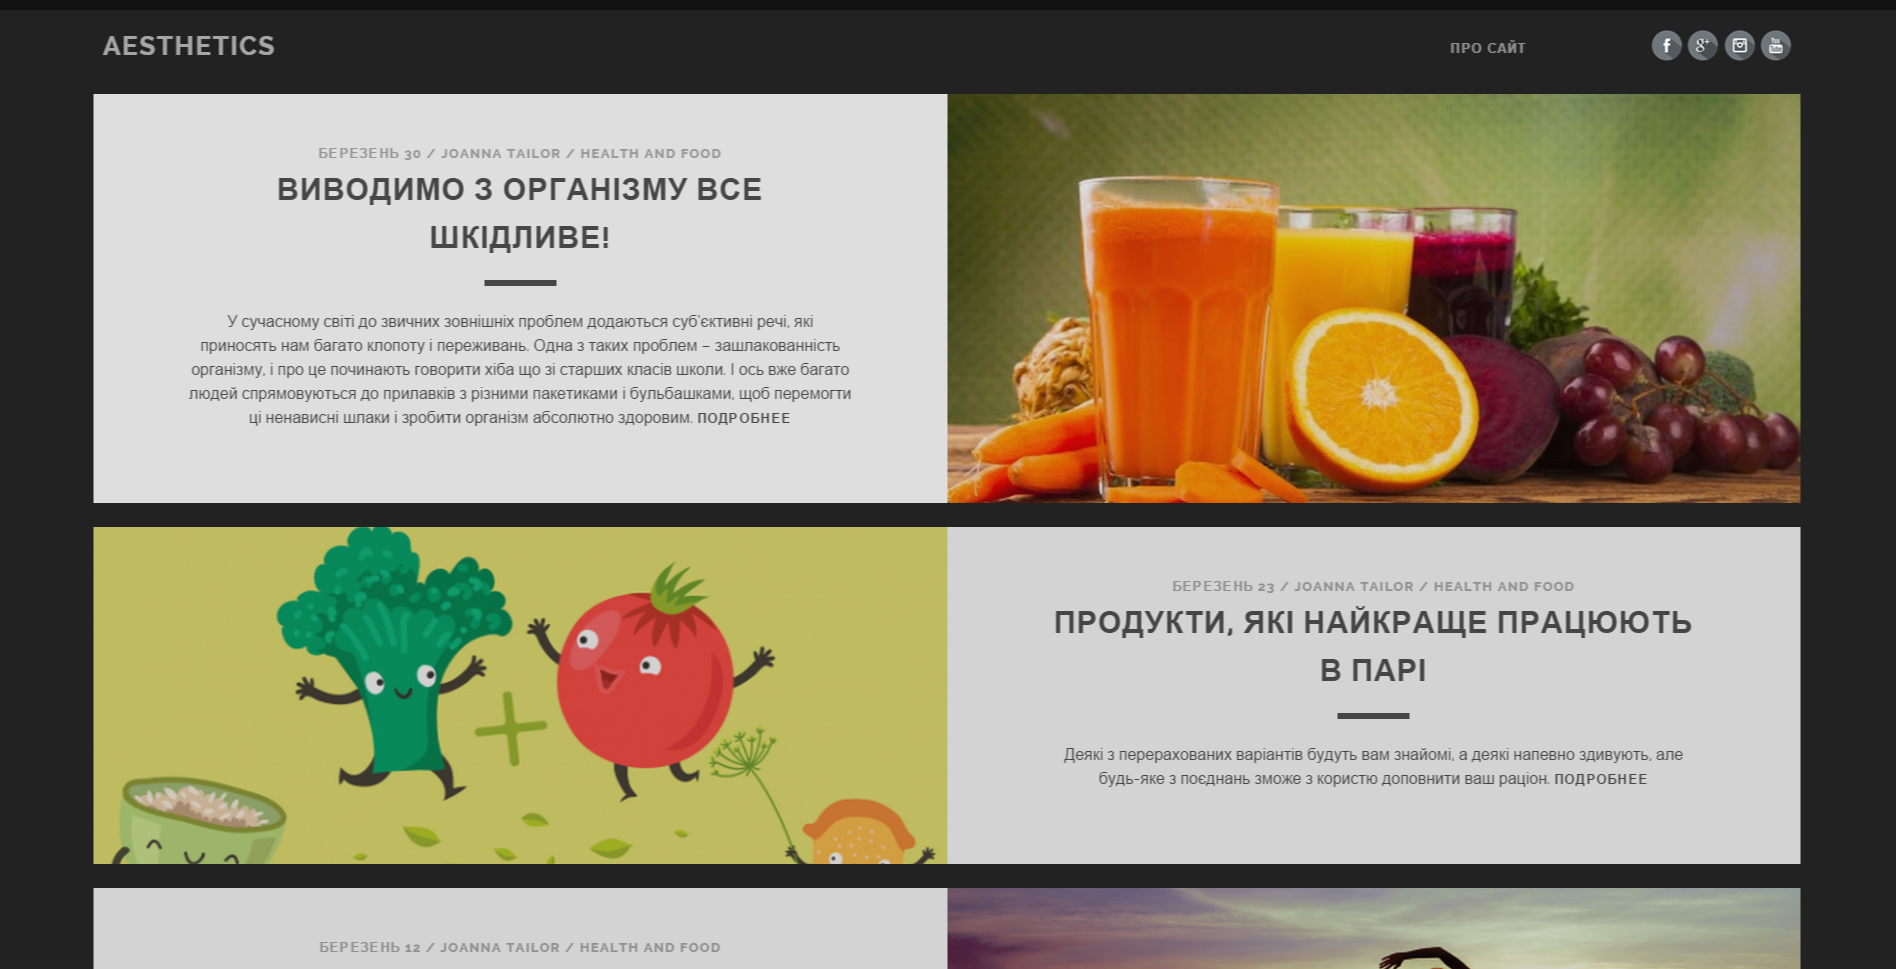 AESTHETICS
ПРО САЙТ
БЕРЕЗЕНЬ 30 / JOANNA TAILOR / HEALTH AND FOOD
ВИВОДИМО З ОРГАНІЗМУ ВСЕ
ШКІДЛИВЕ!
У сучасному світі до звичних зовнішніх проблем додаються суб'єктивні речі, які
приносять нам багато клопоту і переживань. Одна з таких проблем – зашлакованність
організму, і про це починають говорити хіба що зі старших класів школи. І ось вже багато
людей спрямовуються до прилавків з різними пакетиками і бульбашками, щоб перемогти
ці ненависні шлаки і зробити організм абсолютно здоровим. ПОДРОБНЕЕ
БЕРЕЗЕНЬ 23 / JOANNA TAILOR / HEALTH AND FOOD
ПРОДУКТИ, ЯКІ НАЙКРАЩЕ ПРАЦЮЮТЬ
В ПАРІ
Деякі з перерахованих варіантів будуть вам знайомі, а деякі напевно здивують, але
будь-яке з поєднань зможе з користю доповнити ваш раціон. ПОДРОБНЕЕ
БЕРЕЗЕНЬ 12 / JOANNA TAILOR / HEALTH AND FOOD